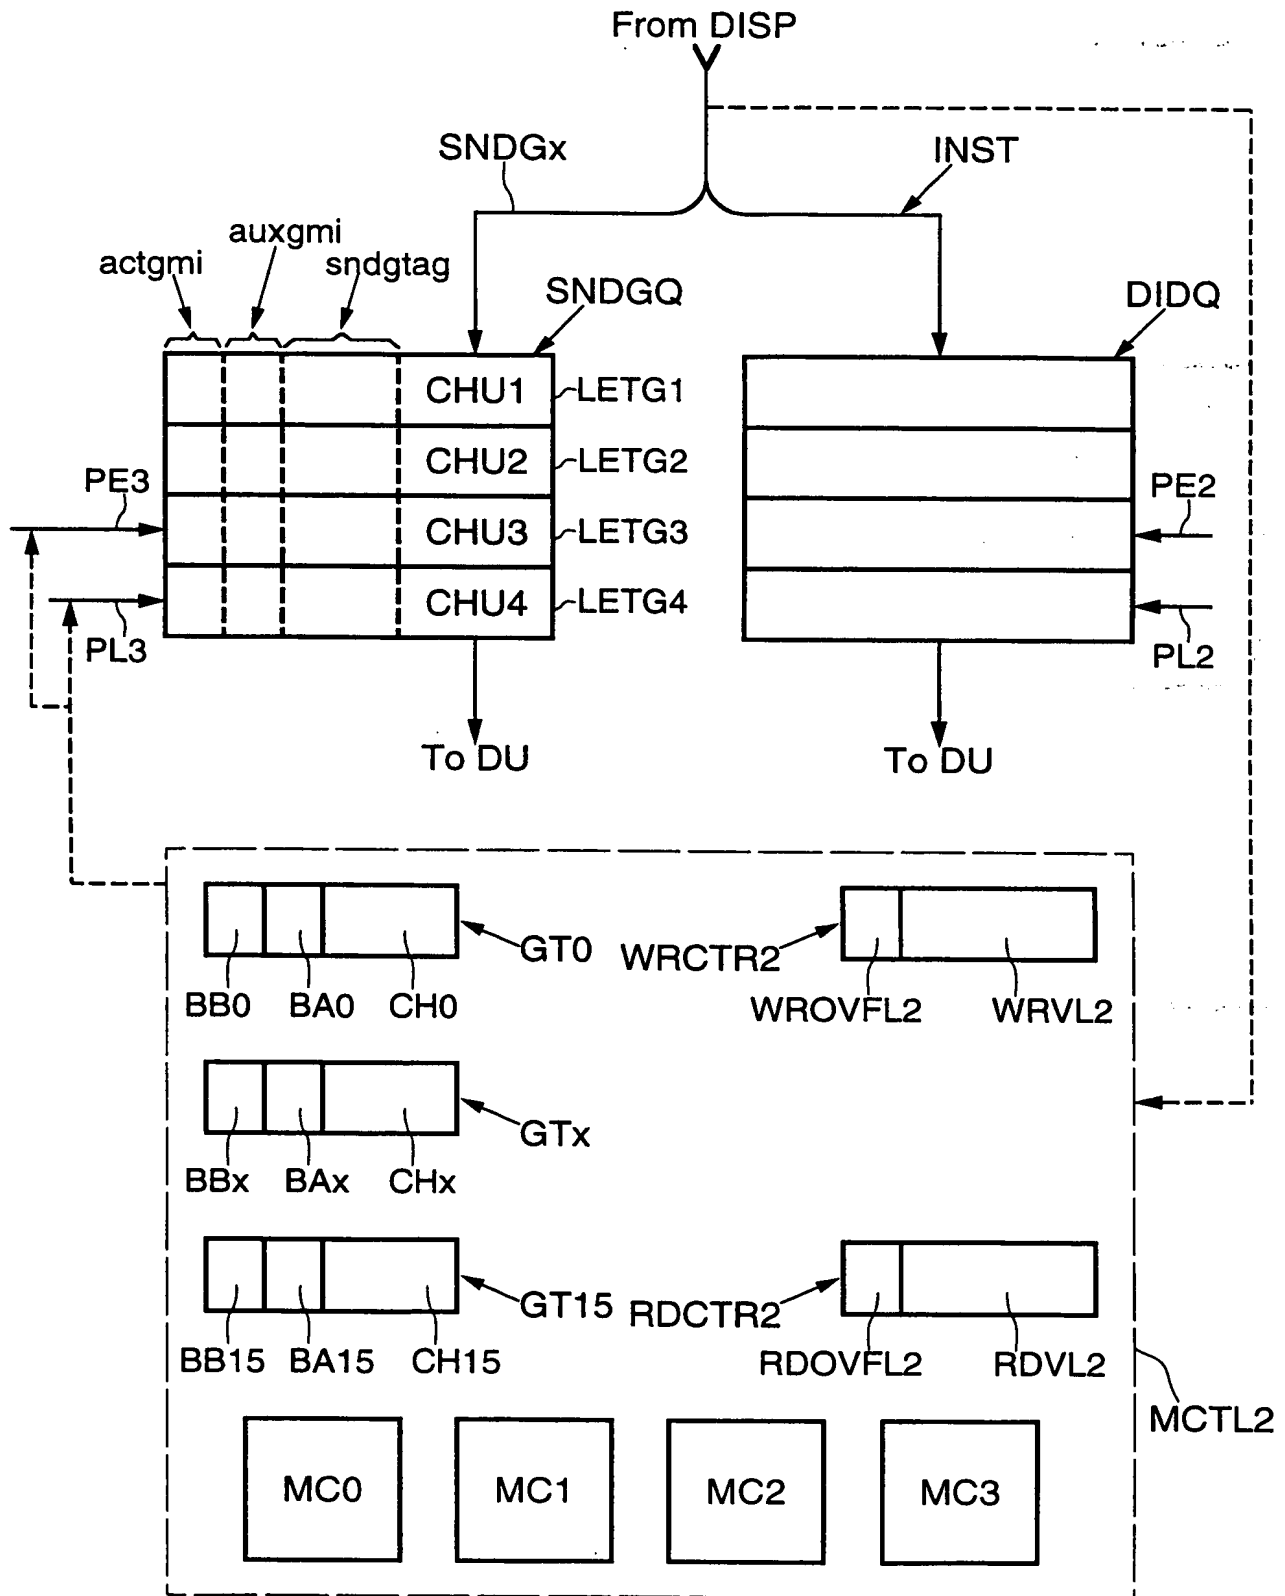 From DISP
SNDGx
INST
auxgmi
actgmi
sndgtag
SNDGQ
DIDQ
CHU1
LETG1
CHU2
LETG2
PE3
PE2
CHU3
LETG3
CHU4
LETG4
PL3
PL2
To DU
To DU
GT0
WRCTR2
BB0
BA0
CH0
WROVFL2
WRVL2
GTx
BBx
BAx
CHx
GT15
RDCTR2
BB15
BA15
CH15
RDOVFL2
RDVL2
MCTL2
MC0
MC1
MC2
MC3